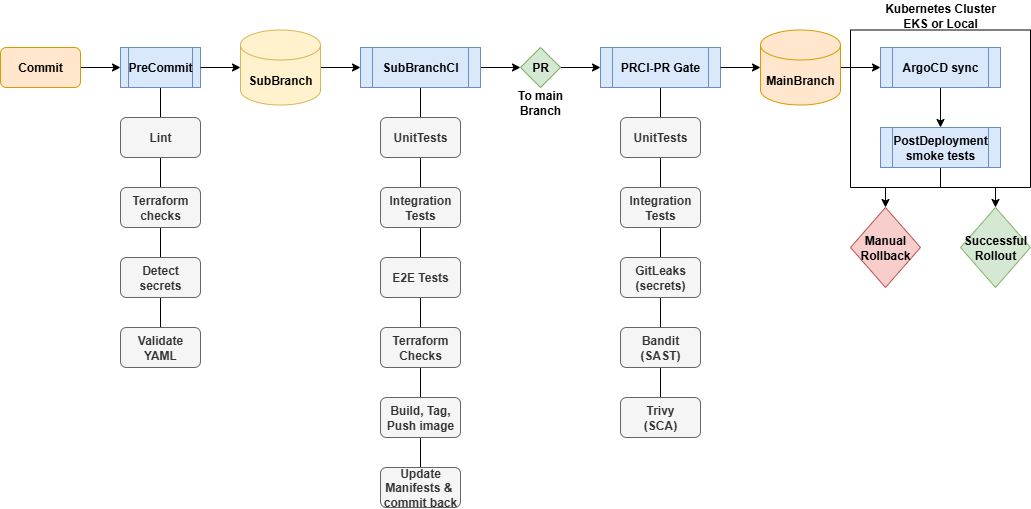 Kubernetes Cluster
EKS or Local
Commit
PreCommit
SubBranch
SubBranchCI
PR
To main
Branch
PRCI-PR Gate
MainBranch
ArgoCD sync
PostDeployment
smoke tests
Manual
Rollback
Successful
Rollout
Lint
Terraform
checks
Detect
secrets
Validate
YAML
UnitTests
Integration
Tests
E2E Tests
Terraform
Checks
Build, Tag,
Push image
Update
Manifests &
commit back
UnitTests
Integration
Tests
GitLeaks
(secrets)
Bandit
(SAST)
Trivy
(SCA)